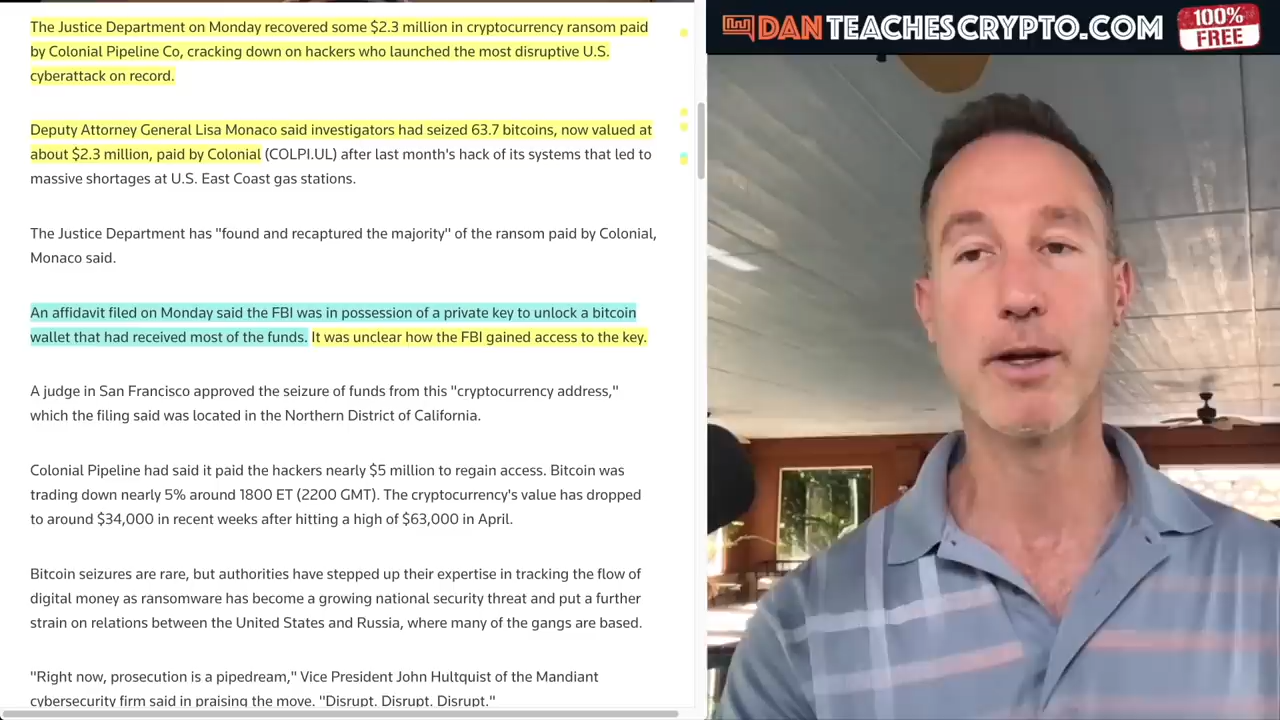 The Justice Department on Monday recovered some $2.3 million in cryptocurrency ransom paid
by Colonial Pipeline Co, cracking down on hackers who launched the most disruptive U.S.
cyberattack on record.
Deputy Attorney General Lisa Monaco said investigators had seized 63.7 bitcoins, now valued at
about $2.3 million, paid by Colonial (COLPI.UL) after last month's hack of its systems that led to
massive shortages at U.S. East Coast gas stations.
The Justice Department has "found and recaptured the majority" of the ransom paid by Colonial,
Monaco said.
An affidavit filed on Monday said the FBI was in possession of a private key to unlock a bitcoin
wallet that had received most of the funds. It was unclear how the FBI gained access to the key.
A judge in San Francisco approved the seizure of funds from this "cryptocurrency address,"
which the filing said was located in the Northern District of California.
Colonial Pipeline had said it paid the hackers nearly $5 million to regain access. Bitcoin was
trading down nearly 5% around 1800 ET (2200 GMT). The cryptocurrency's value has dropped
to around $34,000 in recent weeks after hitting a high of $63,000 in April.
Bitcoin seizures are rare, but authorities have stepped up their expertise in tracking the flow of
digital money as ransomware has become a growing national security threat and put a further
strain on relations between the United States and Russia, where many of the gangs are based.
"Right now, prosecution is a pipedream," Vice President John Hultquist of the Mandiant
cybersecurity firm said in praising the move. "Disrupt. Disrupt. Disrupt."
DANTEACHESCRYPTO.COM
100%
FREE